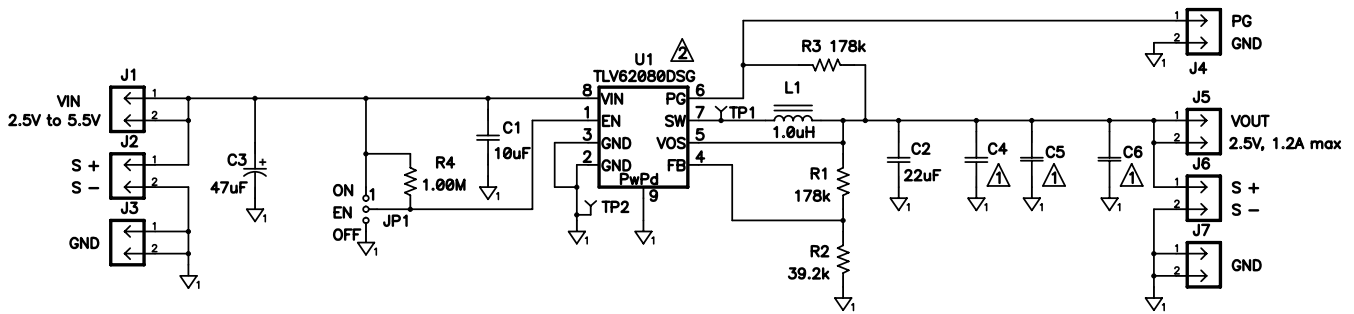 J1
VIN
2.5V to 5.5V
1
2
J2
S +
S -
1
2
J3
GND
1
2
1
C3
+
47uF
1
ON
EN
OFF
1
JP1
1
R4
1.00M
C1
10uF
1
U1
2
TLV62080DSG
8 VIN
1 EN
3 GND
2 GND
PG 6
SW 7
VOS 5
FB 4
PwPd
9
TP2
1
1
TP1
L1
1.0uH
R3 178k
R1
178k
R2
39.2k
1
C2
22uF
1
C4
1
1
C5
1
1
C6
1
1
1
PG
2
GND
1
J4
J5
1
VOUT
2
2.5V, 1.2A max
J6
1
S +
2
S -
J7
1
GND
2
1